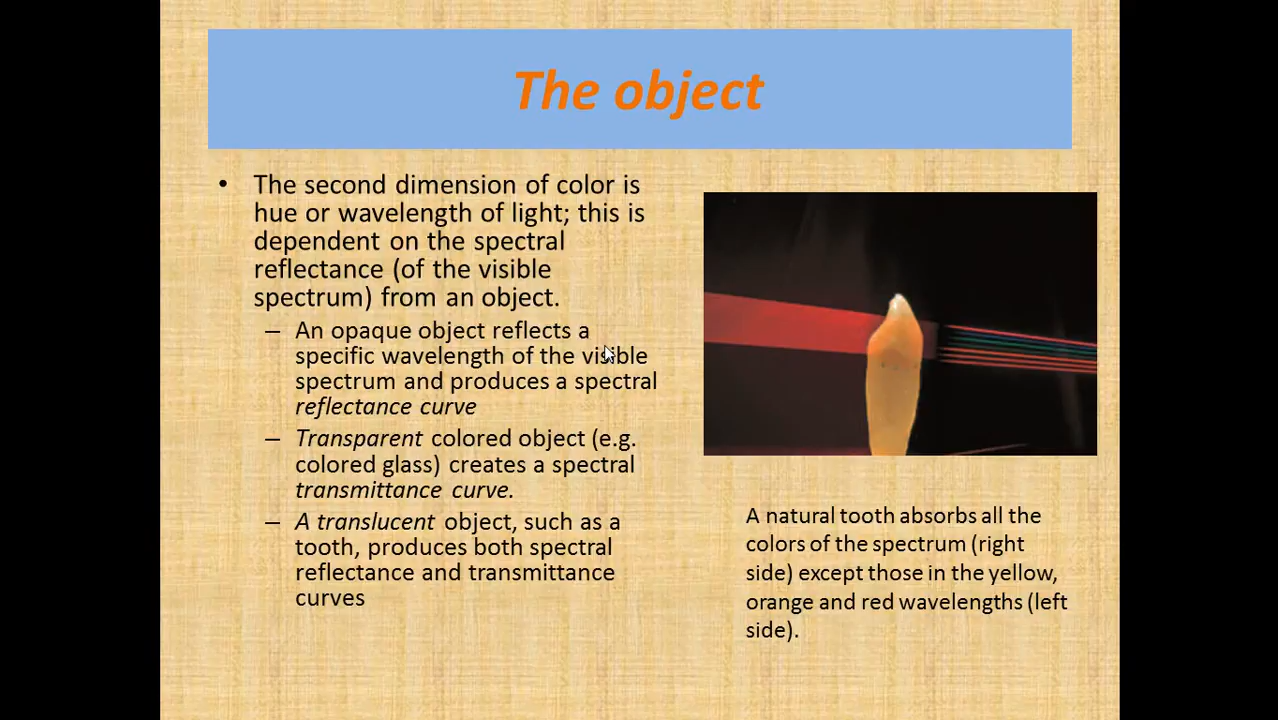 The object
• The second dimension of color is
hue or wavelength of light; this is
dependent on the spectral
reflectance (of the visible
spectrum) from an object.
– An opaque object reflects a
specific wavelength of the visible
spectrum and produces a spectral
reflectance curve
– Transparent colored object (e.g.
colored glass) creates a spectral
transmittance curve.
– A translucent object, such as a
tooth, produces both spectral
reflectance and transmittance
curves
A natural tooth absorbs all the
colors of the spectrum (right
side) except those in the yellow,
orange and red wavelengths (left
side).